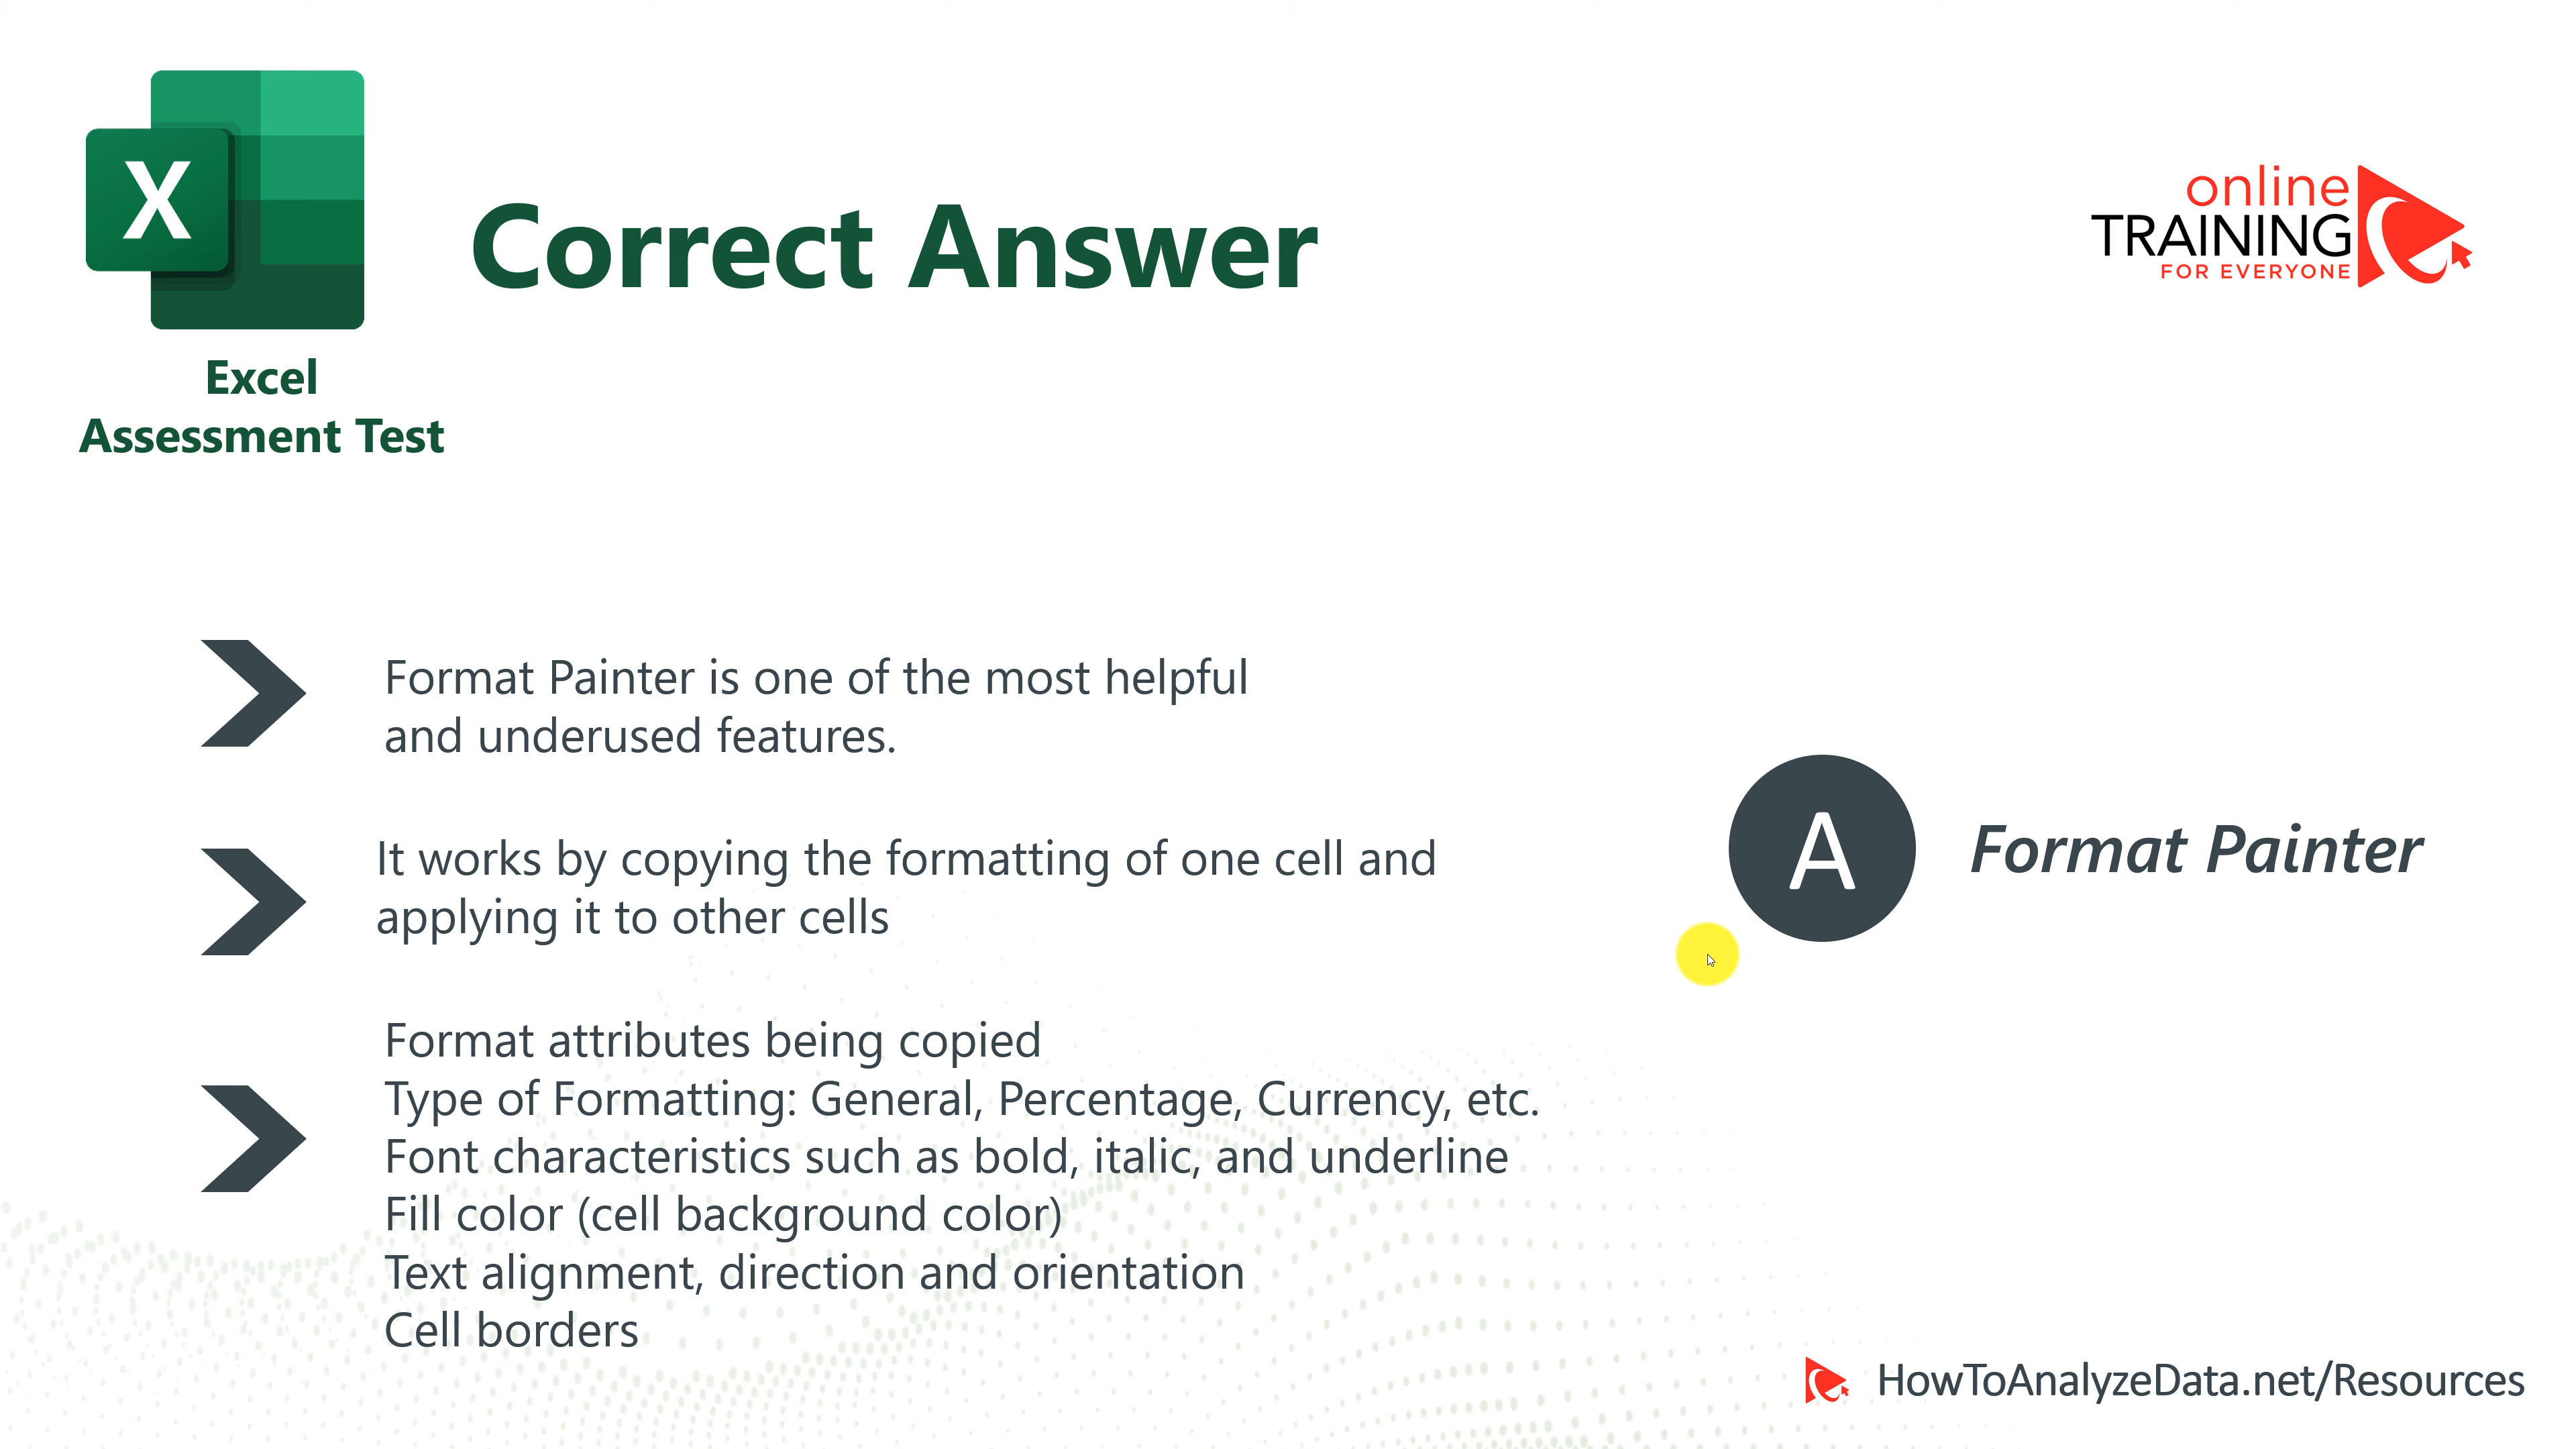 X
Excel
Assessment Test
Correct Answer
online
TRAINING
FOR EVERYONE
Format Painter is one of the most helpful
and underused features.
It works by copying the formatting of one cell and
applying it to other cells
Format attributes being copied
Type of Formatting: General, Percentage, Currency, etc.
Font characteristics such as bold, italic, and underline
Fill color (cell background color)
Text alignment, direction and orientation
Cell borders
A
Format Painter
HowToAnalyzeData.net/Resources